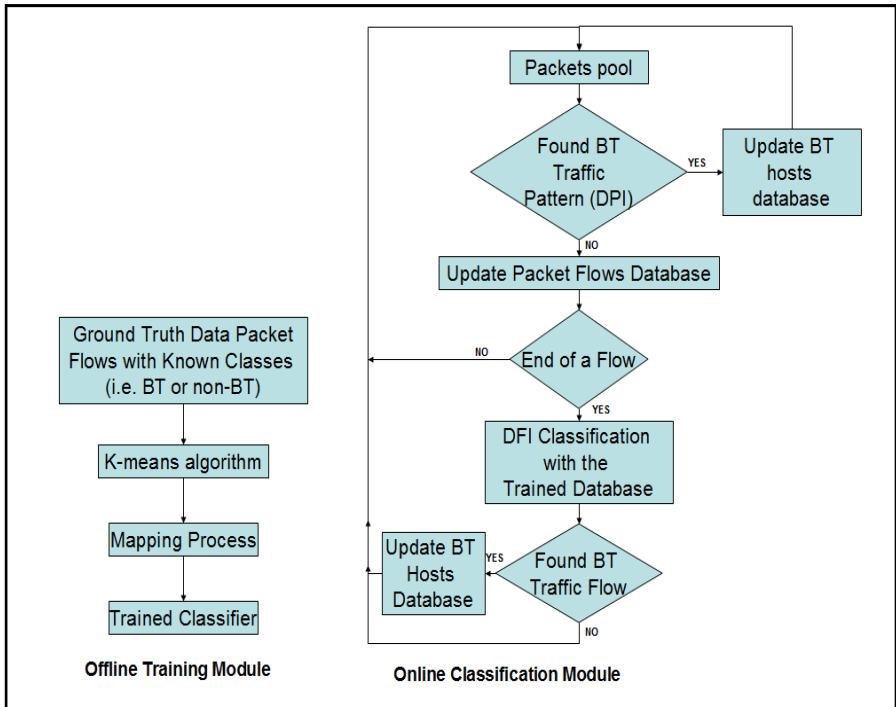 Ground Truth Data Packet
Flows with Known Classes
(i.e. BT or non-BT)
K-means algorithm
Mapping Process
Trained Classifier
Offline Training Module
Packets pool
Found BT
Traffic
Pattern (DPI)
YES
Update BT
hosts
database
NO
Update Packet Flows Database
End of a Flow
NO
YES
DFI Classification
with the
Trained Database
Found BT
Traffic Flow
YES
Update BT
Hosts
Database
NO
Online Classification Module